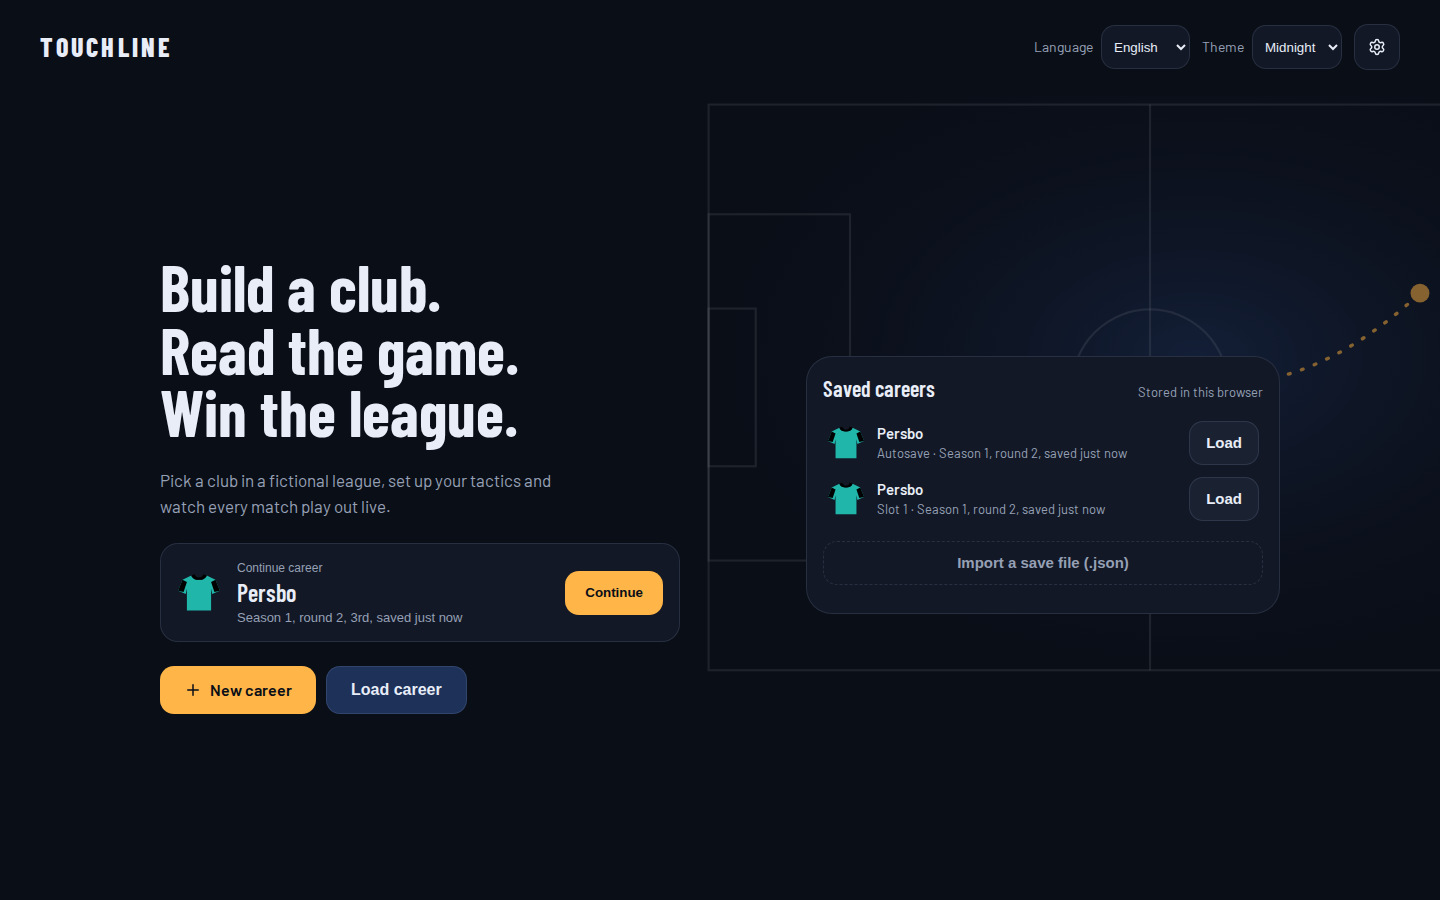 TOUCHLINE
Language
English
Theme
Midnight
Build a club.
Read the game.
Win the league.
Pick a club in a fictional league, set up your tactics and
watch every match play out live.
Continue career
Persbo
Season 1, round 2, 3rd, saved just now
Continue
New career
Load career
Saved careers
Stored in this browser
Persbo
Autosave · Season 1, round 2, saved just now
Load
Persbo
Slot 1 · Season 1, round 2, saved just now
Load
Import a save file (.json)